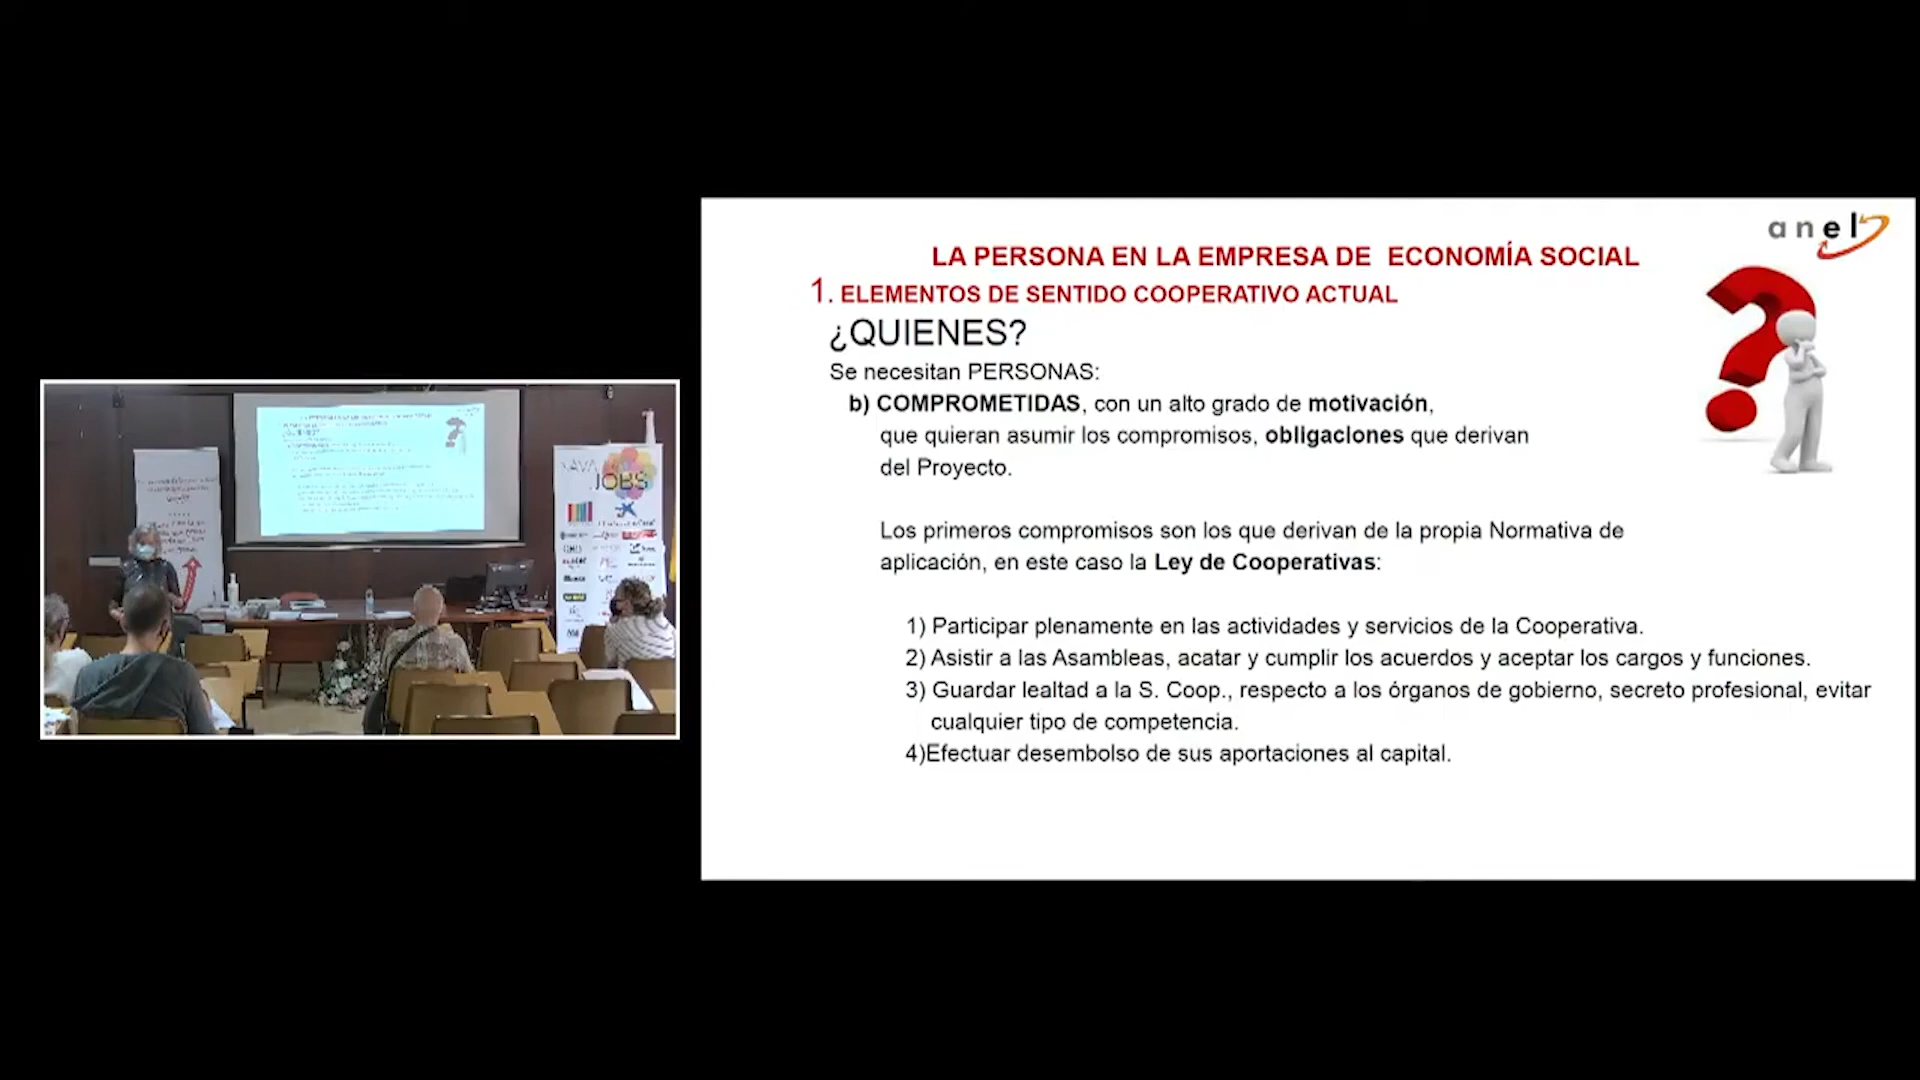 anel
LA PERSONA EN LA EMPRESA DE ECONOMÍA SOCIAL
1. ELEMENTOS DE SENTIDO COOPERATIVO ACTUAL
¿QUIENES?
Se necesitan PERSONAS:
b) COMPROMETIDAS, con un alto grado de motivación,
que quieran asumir los compromisos, obligaciones que derivan
del Proyecto.
Los primeros compromisos son los que derivan de la propia Normativa de
aplicación, en este caso la Ley de Cooperativas:
1) Participar plenamente en las actividades y servicios de la Cooperativa.
2) Asistir a las Asambleas, acatar y cumplir los acuerdos y aceptar los cargos y funciones.
3) Guardar lealtad a la S. Coop., respecto a los órganos de gobierno, secreto profesional, evitar
cualquier tipo de competencia.
4)Efectuar desembolso de sus aportaciones al capital.
JOBS